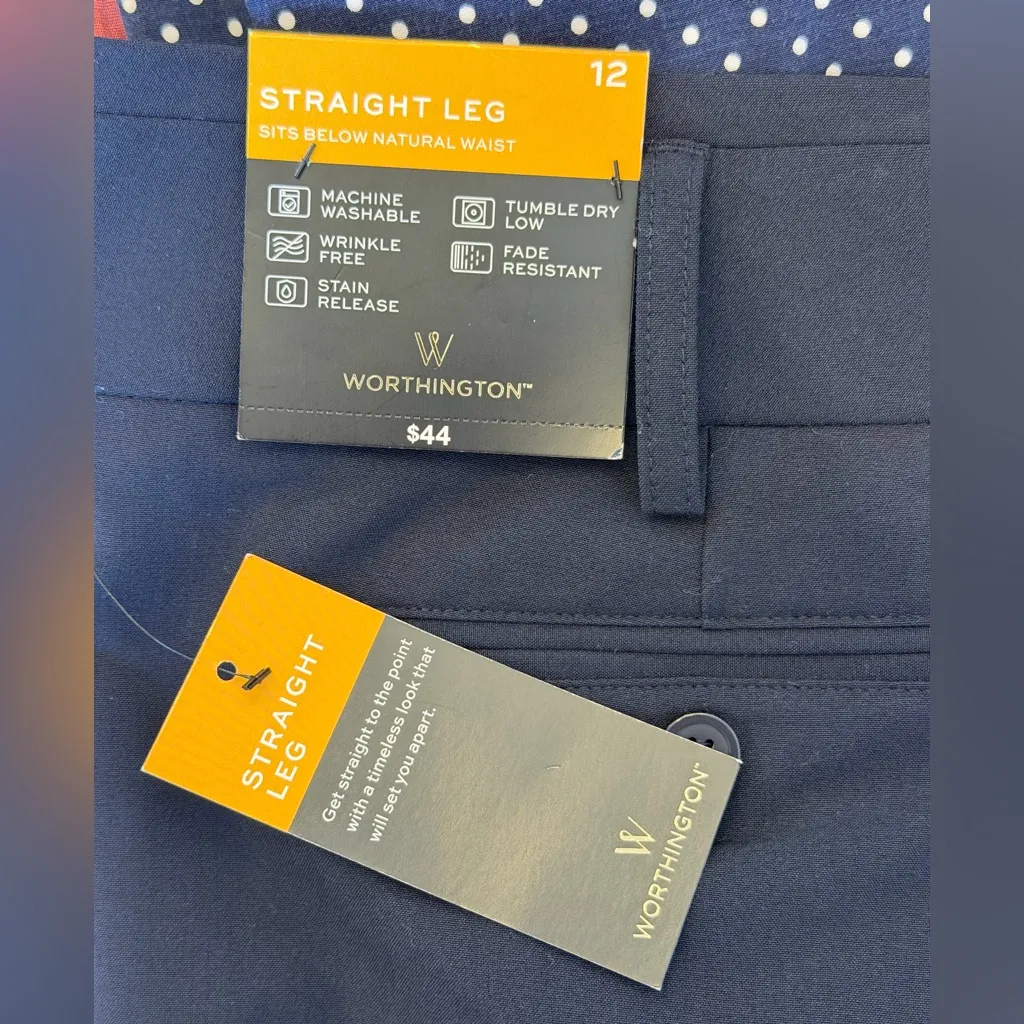 12
STRAIGHT LEG
SITS BELOW NATURAL WAIST
MACHINE
WASHABLE
WRINKLE
FREE
STAIN
RELEASE
TUMBLE DRY
LOW
FADE
RESISTANT
W
WORTHINGTON™
$44
STRAIGHT
LEG
Get straight to the point
with a timeless look that
will set you apart.
W
WORTHINGTON™